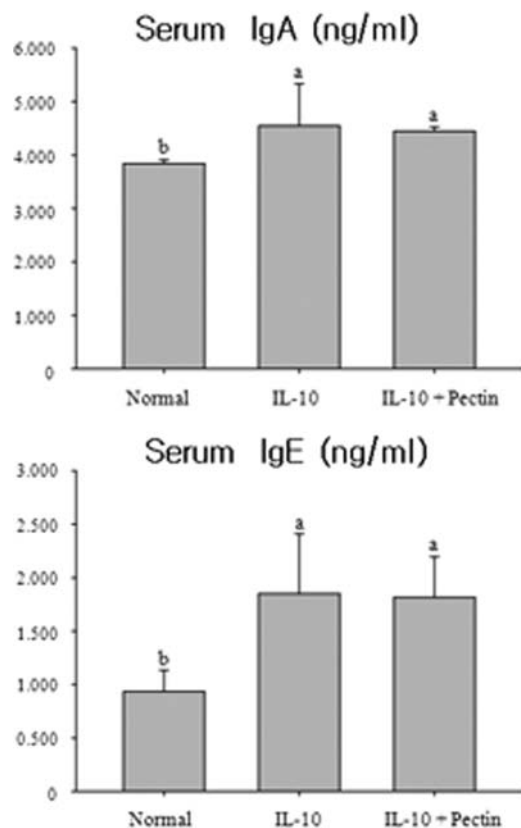 Serum IgA (ng/ml)
6.000
5.000
4.000
3.000
2.000
1.000
0
b
a
a
Normal IL-10 IL-10 + Pectin
Serum IgE (ng/ml)
3.000
2.500
2.000
1.500
1.000
0.500
0
b
a
a
Normal IL-10 IL-10 + Pectin